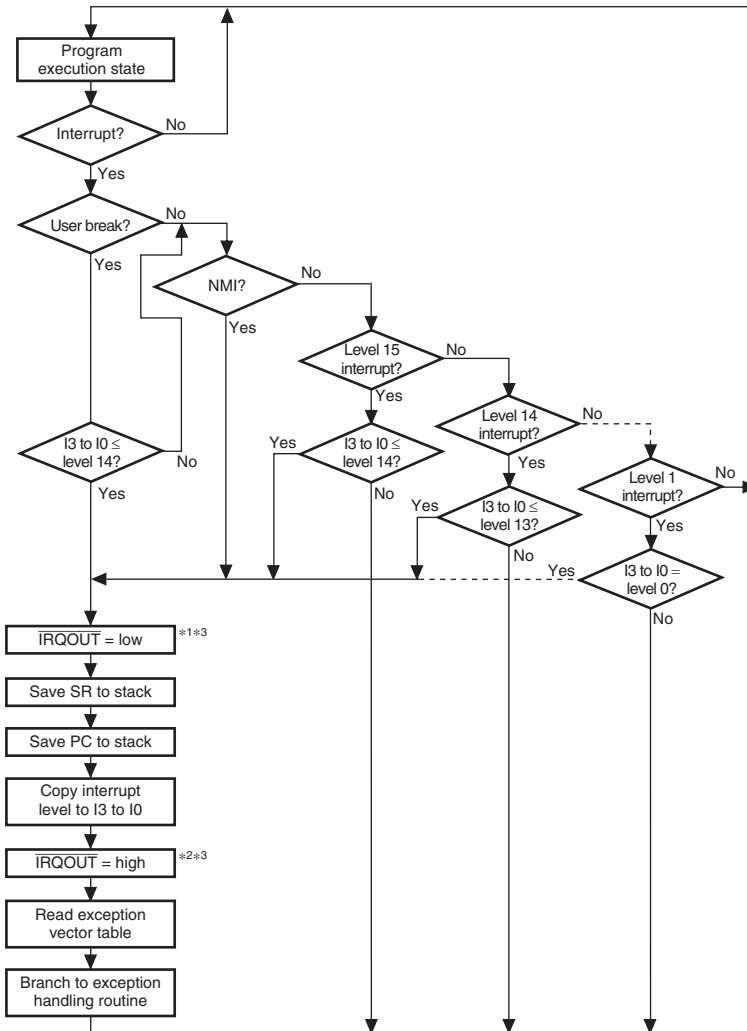 Program
execution state
Interrupt?
No
Yes
User break?
No
Yes
NMI?
No
Yes
Level 15
interrupt?
No
Yes
Level 14
interrupt?
No
Yes
I3 to I0 ≤
level 14?
No
Yes
Yes
I3 to I0 ≤
level 14?
No
Level 1
interrupt?
No
Yes
Yes
I3 to I0 ≤
level 13?
No
Yes
I3 to I0 =
level 0?
No
IRQOUT = low
*1*3
Save SR to stack
Save PC to stack
Copy interrupt
level to I3 to I0
IRQOUT = high
*2*3
Read exception
vector table
Branch to exception
handling routine